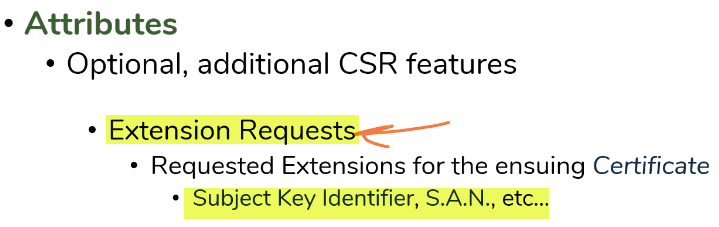 • Attributes
• Optional, additional CSR features
• Extension Requests
• Requested Extensions for the ensuing Certificate
• Subject Key Identifier, S.A.N., etc...